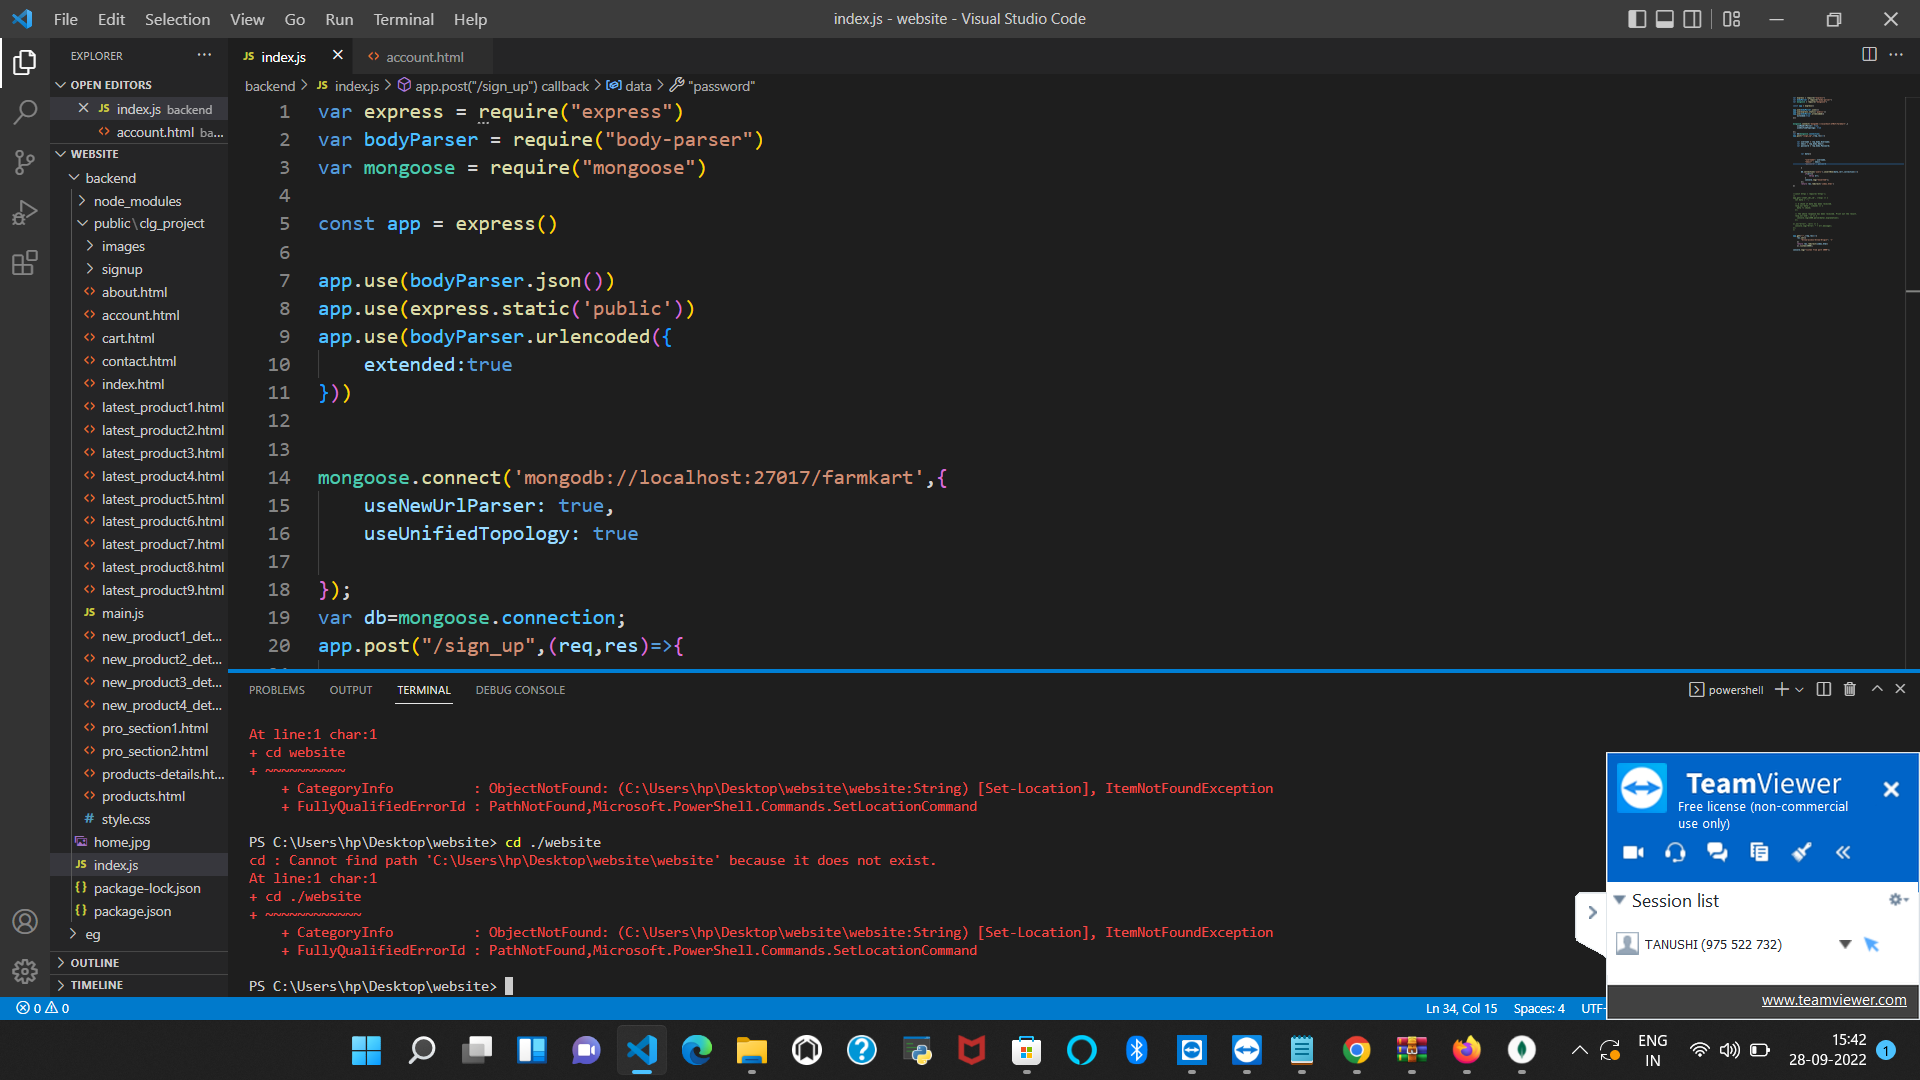 File Edit Selection View Go Run Terminal Help
index.js - website - Visual Studio Code
EXPLORER
OPEN EDITORS
index.js backend
account.html ba...
WEBSITE
backend
node_modules
public\clg_project
images
signup
about.html
account.html
cart.html
contact.html
index.html
latest_product1.html
latest_product2.html
latest_product3.html
latest_product4.html
latest_product5.html
latest_product6.html
latest_product7.html
latest_product8.html
latest_product9.html
JS main.js
new_product1_det...
new_product2_det...
new_product3_det...
new_product4_det...
pro_section1.html
pro_section2.html
products-details.ht...
products.html
# style.css
home.jpg
JS index.js
{} package-lock.json
{} package.json
eg
OUTLINE
TIMELINE
JS index.js
account.html
backend > JS index.js > app.post("/sign_up") callback > data > "password"
1 var express = require("express")
2 var bodyParser = require("body-parser")
3 var mongoose = require("mongoose")
4
5 const app = express()
6
7 app.use(bodyParser.json())
8 app.use(express.static('public'))
9 app.use(bodyParser.urlencoded({
10 extended:true
11 }))
12
13
14 mongoose.connect('mongodb://localhost:27017/farmkart',{
15 useNewUrlParser: true,
16 useUnifiedTopology: true
17
18 });
19 var db=mongoose.connection;
20 app.post("/sign_up",(req,res)=>{
PROBLEMS OUTPUT TERMINAL DEBUG CONSOLE
powershell
At line:1 char:1
+ cd website
+ ~~~~~~~~~~
+ CategoryInfo : ObjectNotFound: (C:\Users\hp\Desktop\website\website:String) [Set-Location], ItemNotFoundException
+ FullyQualifiedErrorId : PathNotFound,Microsoft.PowerShell.Commands.SetLocationCommand
PS C:\Users\hp\Desktop\website> cd ./website
cd : Cannot find path 'C:\Users\hp\Desktop\website\website' because it does not exist.
At line:1 char:1
+ cd ./website
+ ~~~~~~~~~~~~
+ CategoryInfo : ObjectNotFound: (C:\Users\hp\Desktop\website\website:String) [Set-Location], ItemNotFoundException
+ FullyQualifiedErrorId : PathNotFound,Microsoft.PowerShell.Commands.SetLocationCommand
PS C:\Users\hp\Desktop\website>
TeamViewer
Free license (non-commercial
use only)
Session list
TANUSHI (975 522 732)
www.teamviewer.com
0 0
Ln 34, Col 15 Spaces: 4 UTF-
ENG
IN
15:42
28-09-2022
1